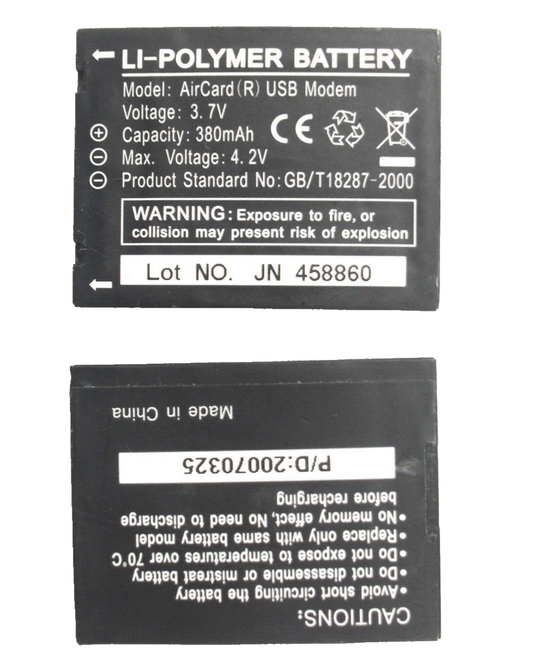 LI-POLYMER BATTERY
Model: AirCard(R) USB Modem
Voltage: 3.7V
Capacity: 380mAh
Max. Voltage: 4.2V
Product Standard No:GB/T18287-2000
CE
WARNING: Exposure to fire, or
collision may present risk of explosion
Lot NO. JN 458860
CAUTIONS:
•Avoid short circuiting the battery
•Do not disassemble or mistreat battery
•Do not expose to temperatures over 70°C
•Replace only with same battery model
•No memory effect, No need to discharge
before recharging
P/D:20070325
Made in China